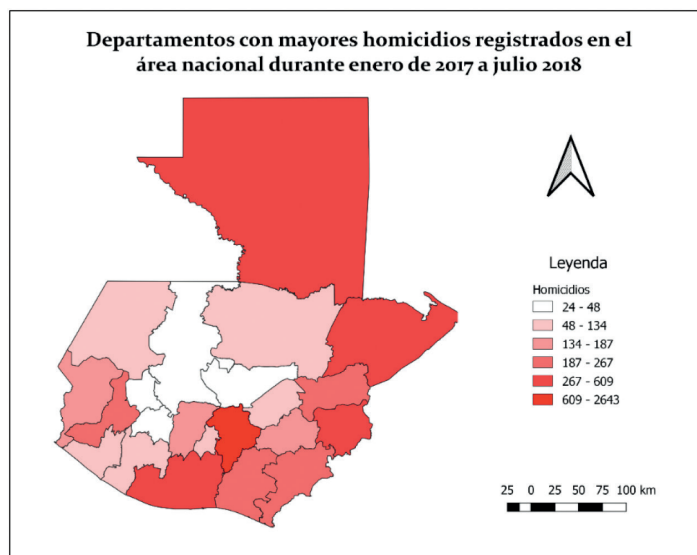 Departamentos con mayores homicidios registrados en el
área nacional durante enero de 2017 a julio 2018
Leyenda
Homicidios
24 - 48
48 - 134
134 - 187
187 - 267
267 - 609
609 - 2643
25 0 25 50 75 100 km